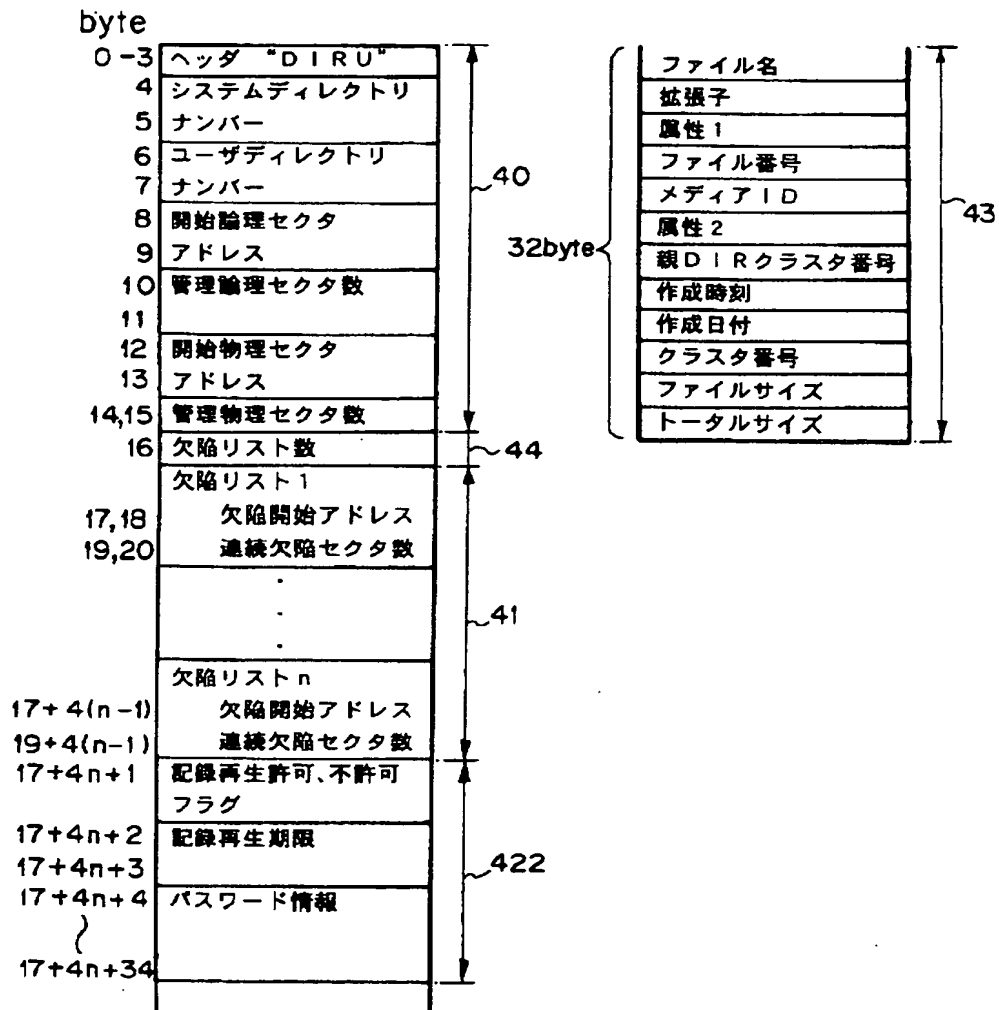 byte
0-3 ヘッダ "DIRU"
4 システムディレクトリ
5 ナンバー
6 ユーザディレクトリ
7 ナンバー
8 開始論理セクタ
9 アドレス
10 管理論理セクタ数
11
12 開始物理セクタ
13 アドレス
14,15 管理物理セクタ数
40
16 欠陥リスト数
44
欠陥リスト1
17,18 欠陥開始アドレス
19,20 連続欠陥セクタ数
・
・
・
41
欠陥リストn
17+4(n-1) 欠陥開始アドレス
19+4(n-1) 連続欠陥セクタ数
17+4n+1 記録再生許可、不許可
フラグ
17+4n+2 記録再生期限
17+4n+3
17+4n+4 パスワード情報
〜
17+4n+34
422
32byte
ファイル名
拡張子
属性1
ファイル番号
メディアID
属性2
親DIRクラスタ番号
作成時刻
作成日付
クラスタ番号
ファイルサイズ
トータルサイズ
43